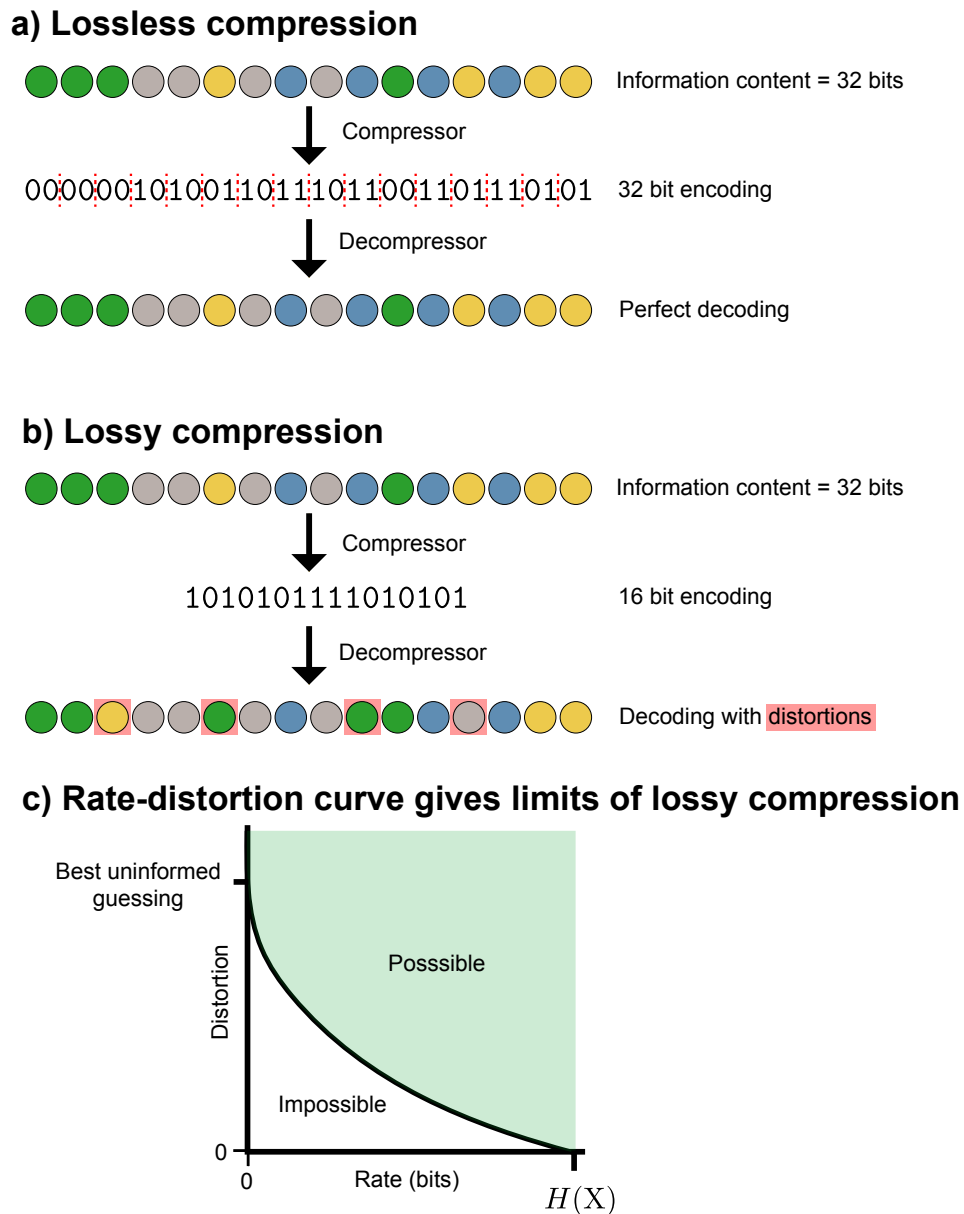 a) Lossless compression
Information content = 32 bits
Compressor
00000010100110111011001101110101 32 bit encoding
Decompressor
Perfect decoding
b) Lossy compression
Information content = 32 bits
Compressor
1010101111010101 16 bit encoding
Decompressor
Decoding with distortions
c) Rate-distortion curve gives limits of lossy compression
Best uninformed
guessing
Posssible
Distortion
Impossible
0
0
Rate (bits)
H(X)